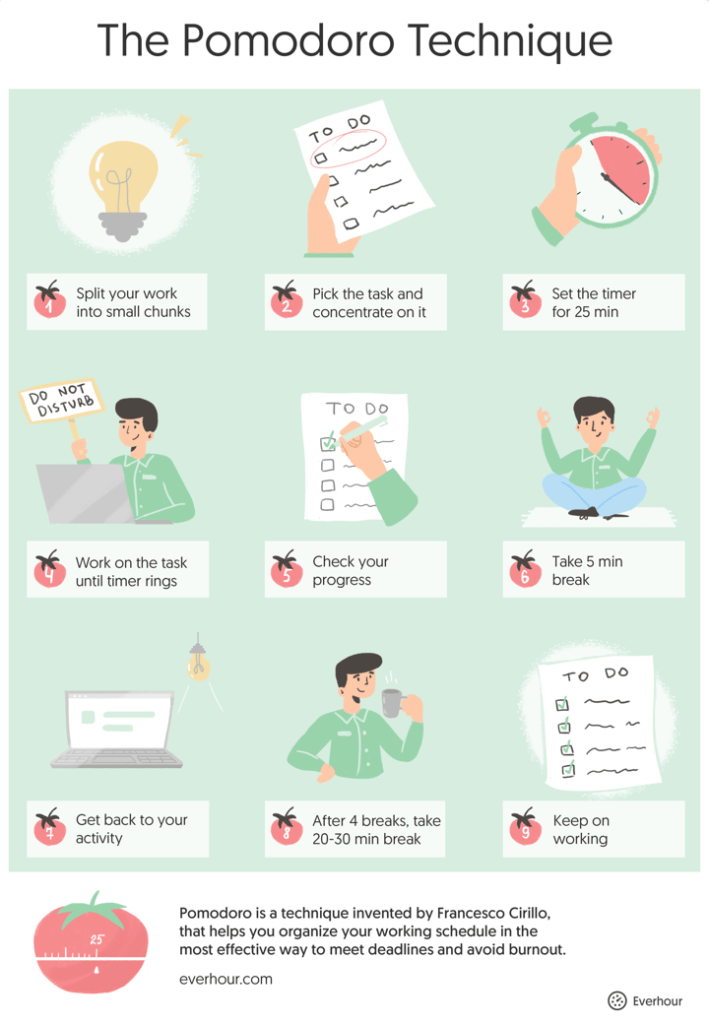 The Pomodoro Technique
TO DO
1
Split your work
into small chunks
2
Pick the task and
concentrate on it
3
Set the timer
for 25 min
DO NOT
DISTURB
TO DO
4
Work on the task
until timer rings
5
Check your
progress
6
Take 5 min
break
TO DO
7
Get back to your
activity
8
After 4 breaks, take
20-30 min break
9
Keep on
working
25
Pomodoro is a technique invented by Francesco Cirillo,
that helps you organize your working schedule in the
most effective way to meet deadlines and avoid burnout.
everhour.com
Everhour